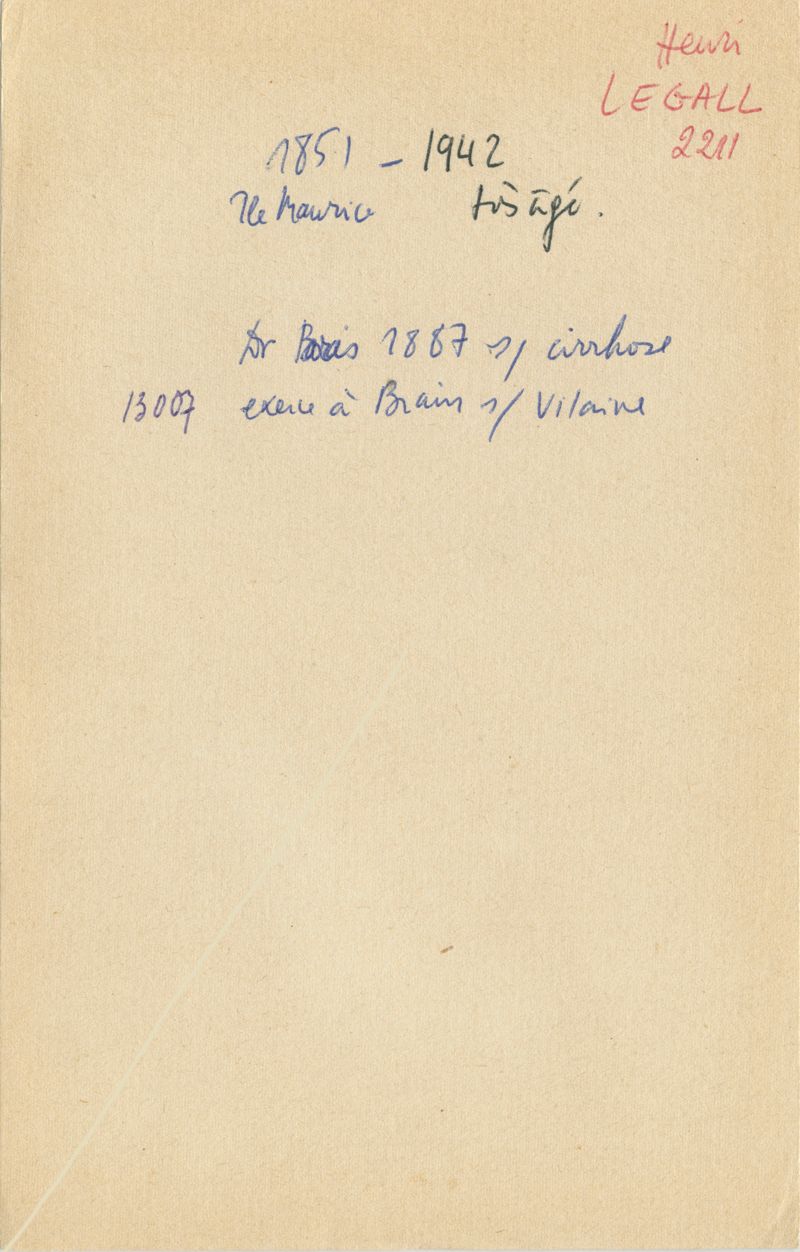 Henri
LEGALL
2211
1851 - 1942
Ile Maurice très âgé.
Dr Paris 1887 s/ cirrhose
13007 exerce à Brain s/ Vilaine